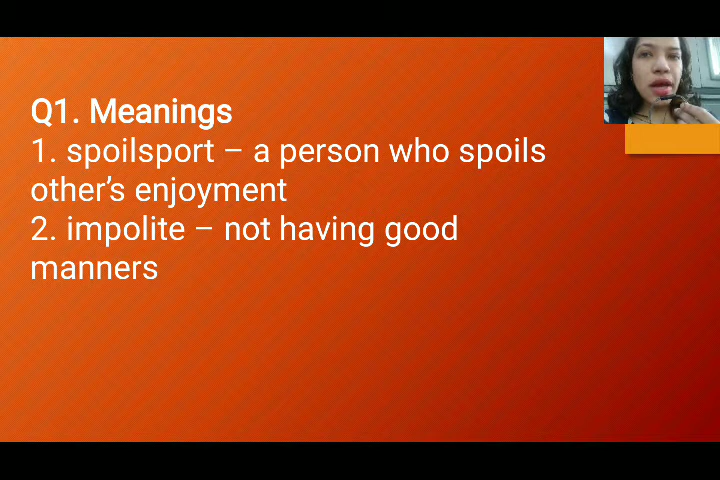 Q1. Meanings
1. spoilsport – a person who spoils
other's enjoyment
2. impolite – not having good
manners